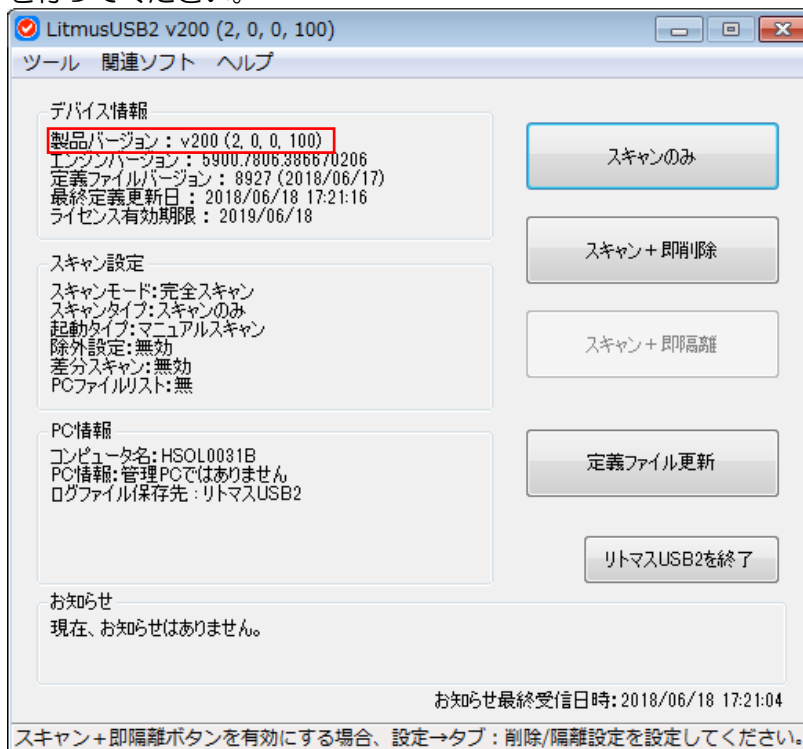 を行ってください。
LitmusUSB2 v200 (2, 0, 0, 100)
ツール 関連ソフト ヘルプ
デバイス情報
製品バージョン：v200 (2, 0, 0, 100)
エンジンバージョン：5900.7806.386670206
定義ファイルバージョン：8927 (2018/06/17)
最終定義更新日：2018/06/18 17:21:16
ライセンス有効期限：2019/06/18
スキャンのみ
スキャン＋即削除
スキャン設定
スキャンモード:完全スキャン
スキャンタイプ:スキャンのみ
起動タイプ:マニュアルスキャン
除外設定:無効
差分スキャン:無効
PCファイルリスト:無
スキャン＋即隔離
PC情報
コンピュータ名:HSOL0031B
PC情報:管理PCではありません
ログファイル保存先：リトマスUSB2
定義ファイル更新
リトマスUSB2を終了
お知らせ
現在、お知らせはありません。
お知らせ最終受信日時:2018/06/18 17:21:04
スキャン＋即隔離ボタンを有効にする場合、設定→タブ：削除/隔離設定を設定してください。